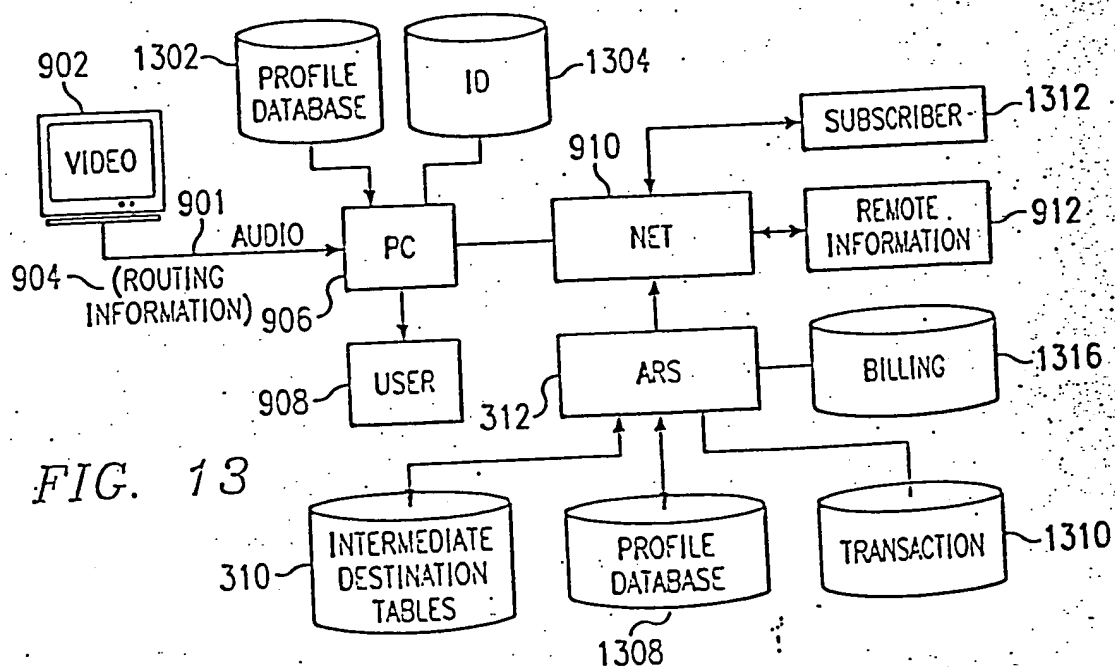 1302
PROFILE
DATABASE
ID
1304
902
VIDEO
901
AUDIO
904
(ROUTING
INFORMATION)
PC
906
USER
908
910
NET
SUBSCRIBER
1312
REMOTE
INFORMATION
912
ARS
312
BILLING
1316
FIG. 13
310
INTERMEDIATE
DESTINATION
TABLES
PROFILE
DATABASE
1308
TRANSACTION
1310